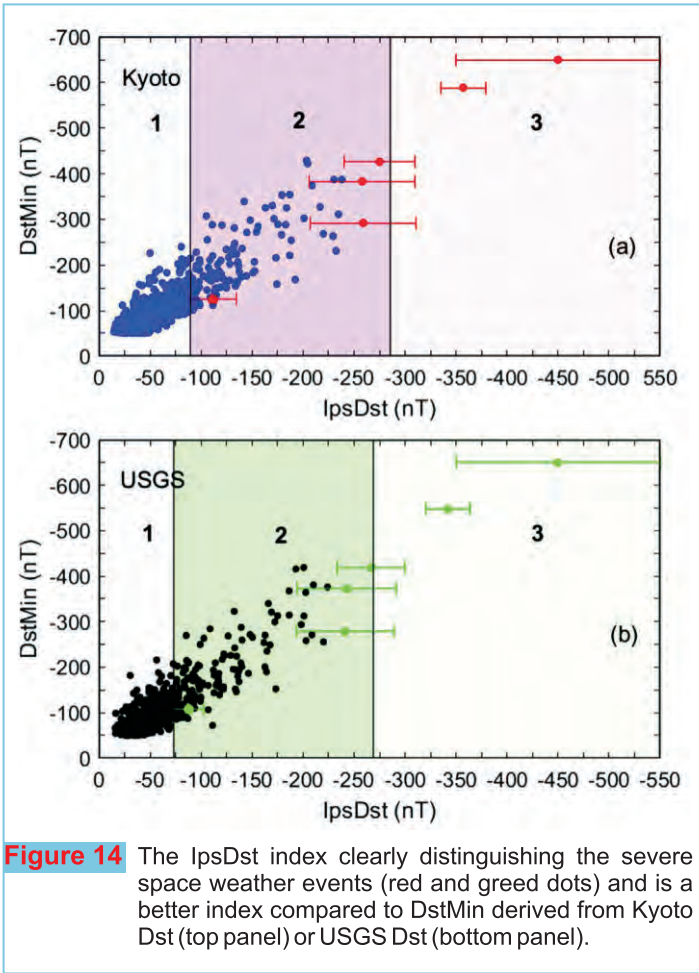 -700
-600
-500
-400
-300
-200
-100
0
DstMin (nT)
Kyoto
1
2
3
(a)
0 -50 -100 -150 -200 -250 -300 -350 -400 -450 -500 -550
IpsDst (nT)
-700
-600
-500
-400
-300
-200
-100
0
DstMin (nT)
USGS
1
2
3
(b)
0 -50 -100 -150 -200 -250 -300 -350 -400 -450 -500 -550
IpsDst (nT)
Figure 14 The IpsDst index clearly distinguishing the severe
space weather events (red and greed dots) and is a
better index compared to DstMin derived from Kyoto
Dst (top panel) or USGS Dst (bottom panel).